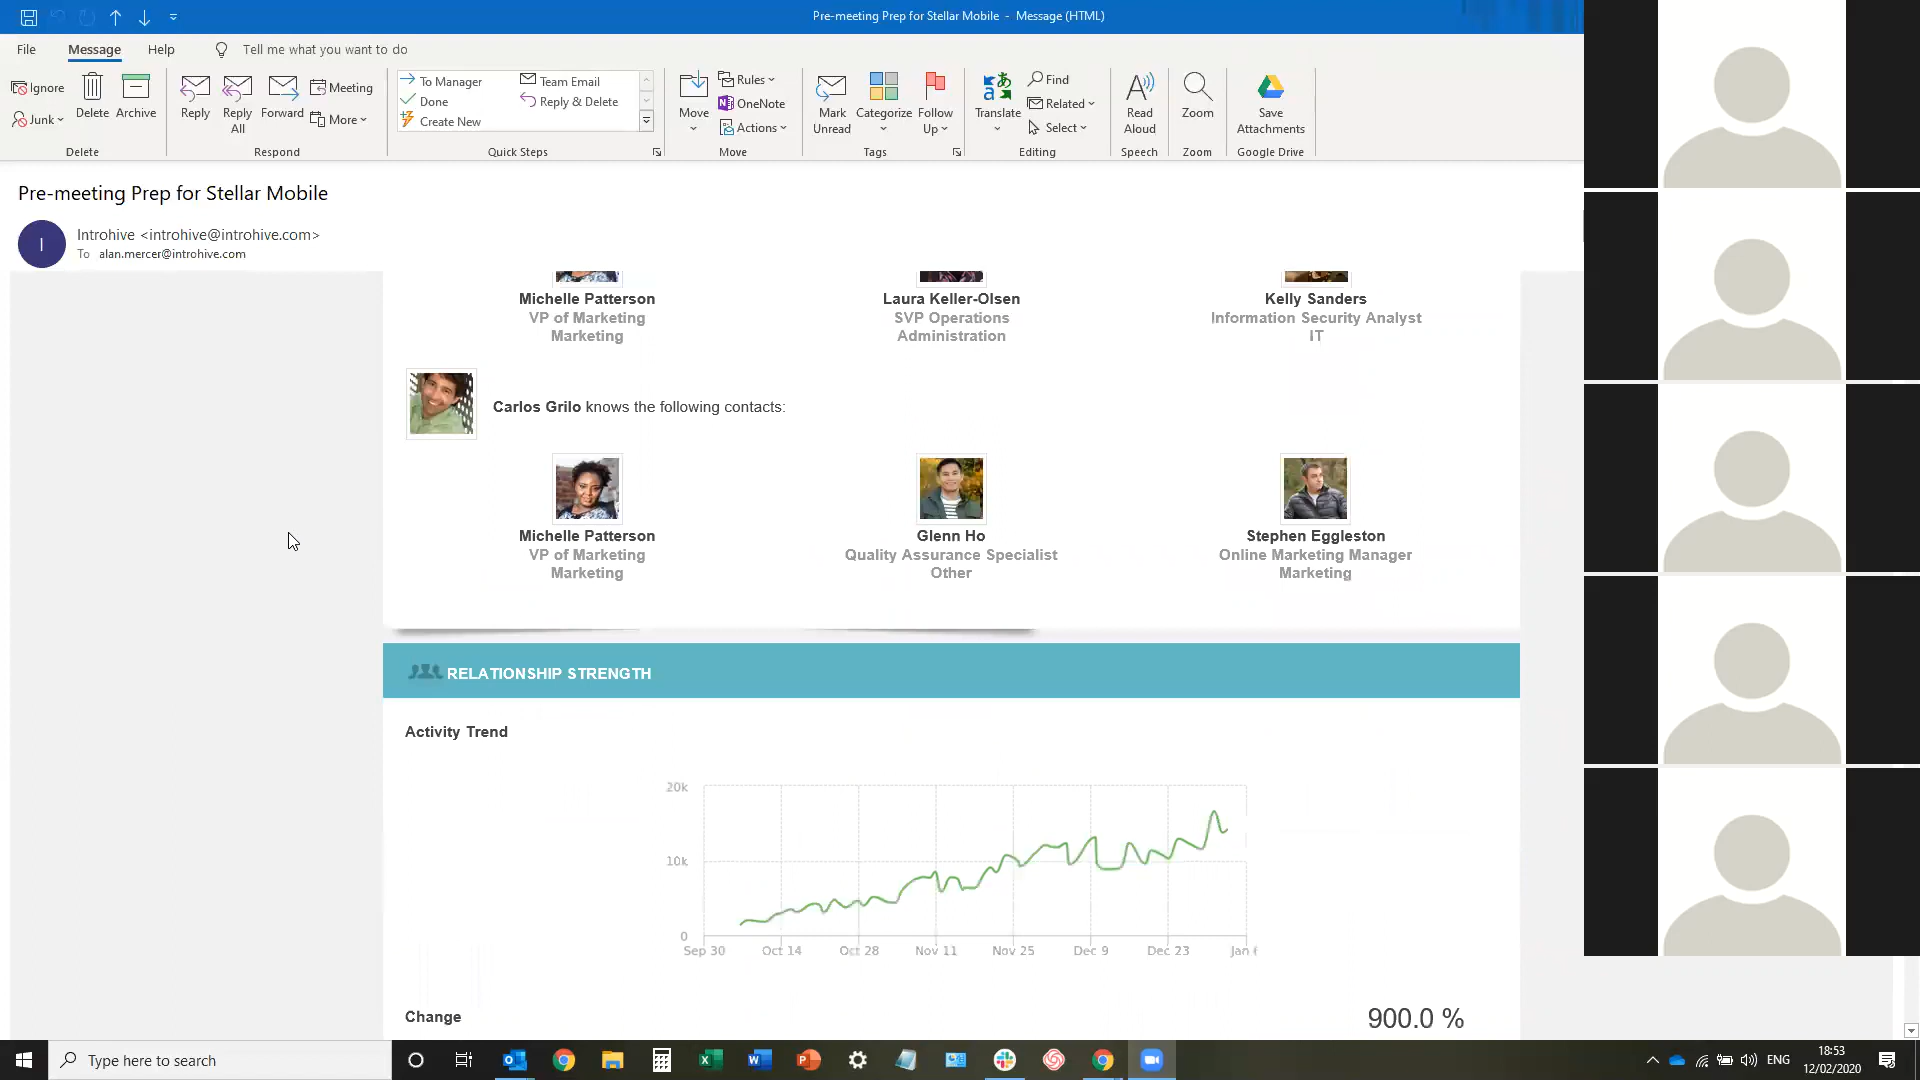 Pre-meeting Prep for Stellar Mobile - Message (HTML)
File Message Help Tell me what you want to do
Ignore
Junk
Delete
Archive
Delete
Reply
Reply All
Forward
Meeting
More
Respond
To Manager
Team Email
Done
Reply & Delete
Create New
Quick Steps
Move
Rules
OneNote
Actions
Move
Mark Unread
Categorize
Follow Up
Tags
Translate
Find
Related
Select
Editing
Read Aloud
Speech
Zoom
Zoom
Save Attachments
Google Drive
Pre-meeting Prep for Stellar Mobile
I
Introhive <introhive@introhive.com>
To alan.mercer@introhive.com
Michelle Patterson
VP of Marketing
Marketing
Laura Keller-Olsen
SVP Operations
Administration
Kelly Sanders
Information Security Analyst
IT
Carlos Grilo knows the following contacts:
Michelle Patterson
VP of Marketing
Marketing
Glenn Ho
Quality Assurance Specialist
Other
Stephen Eggleston
Online Marketing Manager
Marketing
RELATIONSHIP STRENGTH
Activity Trend
20k
10k
0
Sep 30 Oct 14 Oct 28 Nov 11 Nov 25 Dec 9 Dec 23 Jan
Change 900.0 %
Type here to search
ENG
18:53
12/02/2020